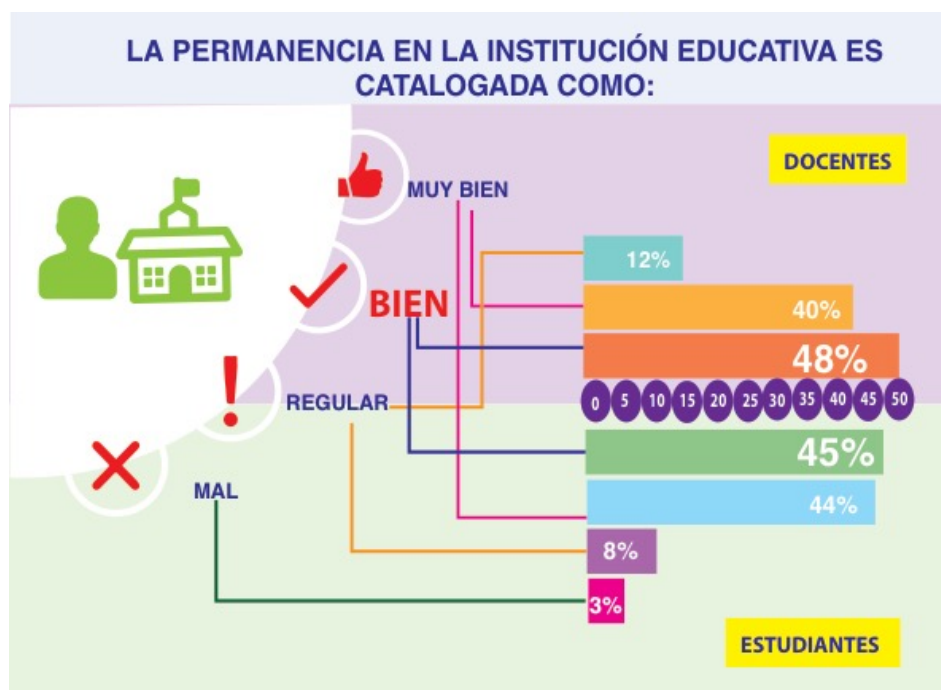 LA PERMANENCIA EN LA INSTITUCIÓN EDUCATIVA ES
CATALOGADA COMO:
DOCENTES
MUY BIEN
12%
BIEN
40%
48%
REGULAR
0 5 10 15 20 25 30 35 40 45 50
45%
MAL
44%
8%
3%
ESTUDIANTES